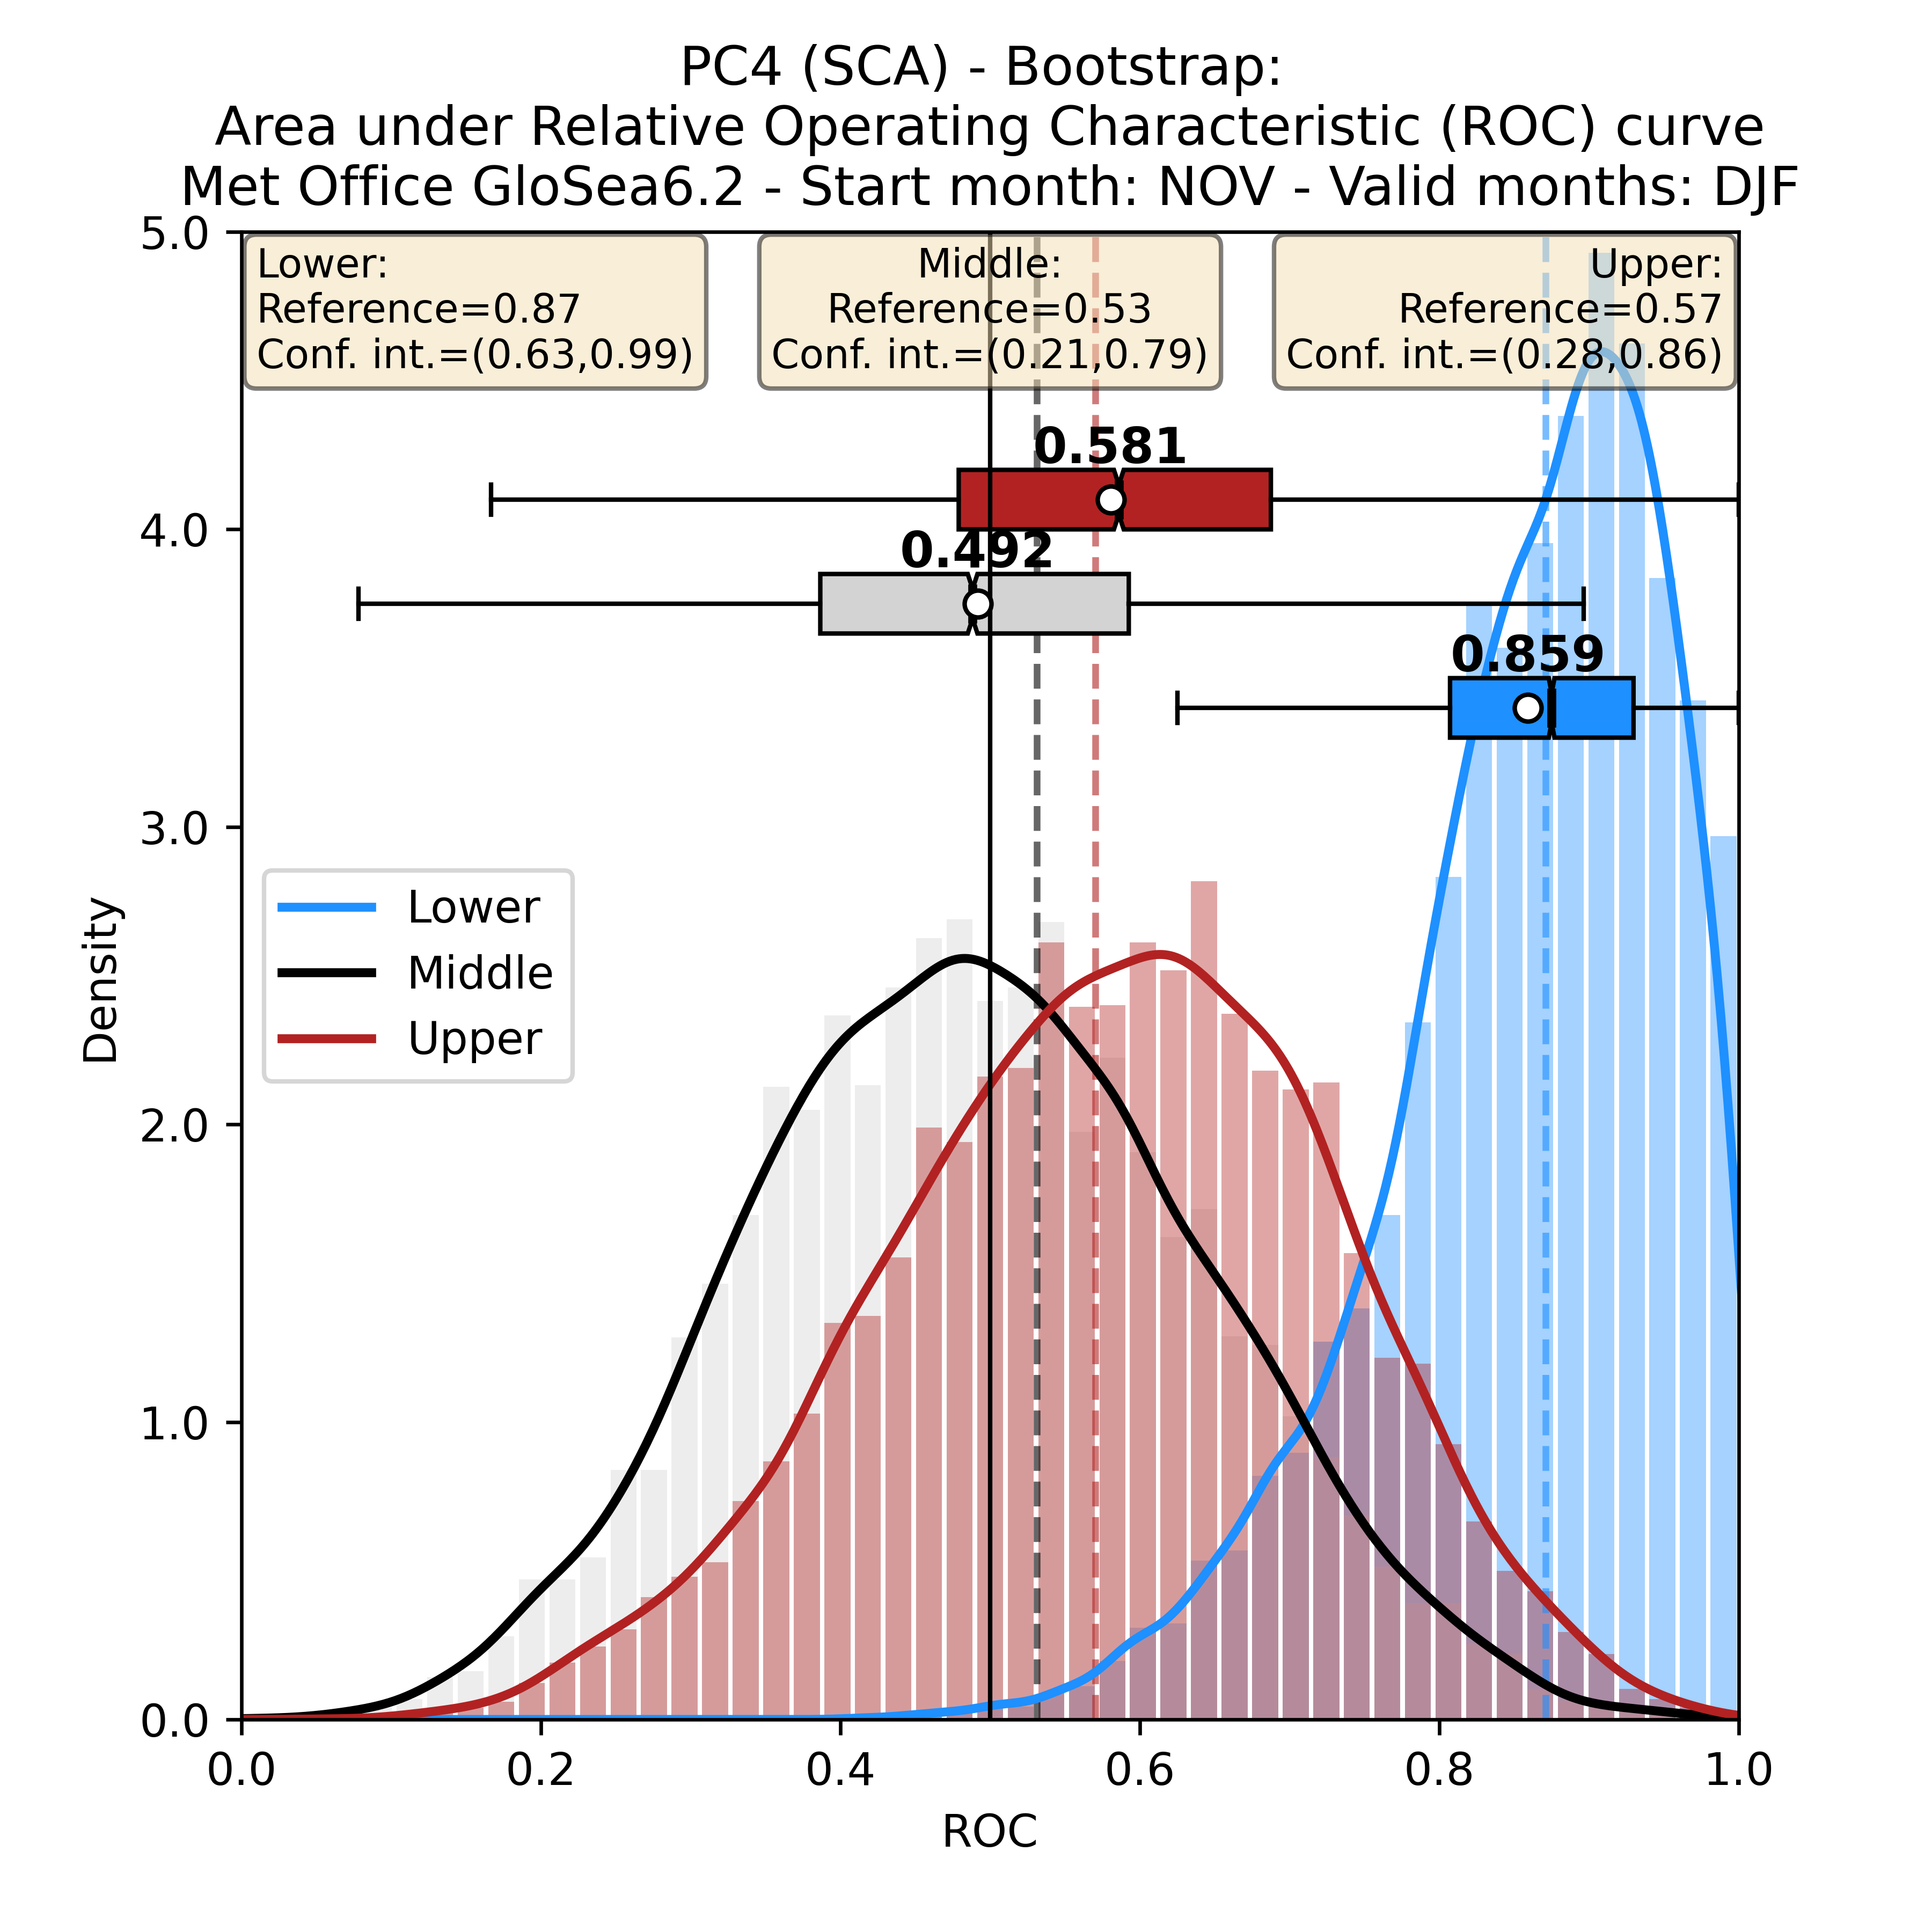 PC4 (SCA) - Bootstrap:
Area under Relative Operating Characteristic (ROC) curve
Met Office GloSea6.2 - Start month: NOV - Valid months: DJF
Lower:
Reference=0.87
Conf. int.=(0.63,0.99)
Middle:
Reference=0.53
Conf. int.=(0.21,0.79)
Upper:
Reference=0.57
Conf. int.=(0.28,0.86)
0.581
0.492
0.859
Lower
Middle
Upper
Density
5.0
4.0
3.0
2.0
1.0
0.0
0.0 0.2 0.4 0.6 0.8 1.0
ROC